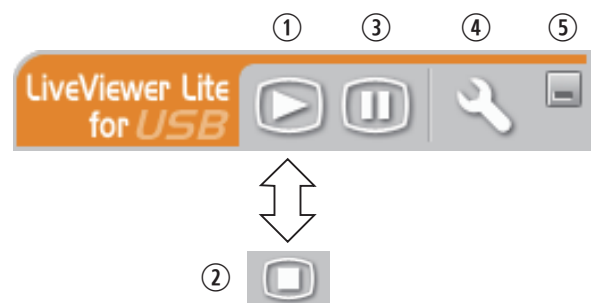 ① ③ ④ ⑤
LiveViewer Lite
for USB
②